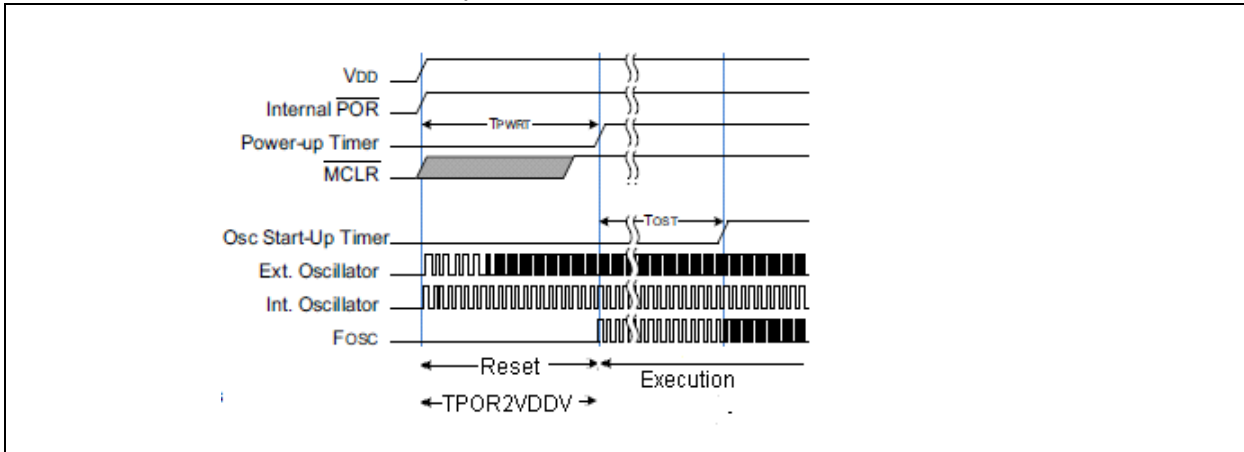 VDD
Internal POR
TPWRT
Power-up Timer
MCLR
TOST
Osc Start-Up Timer
Ext. Oscillator
Int. Oscillator
FOSC
Reset
Execution
TPOR2VDDV